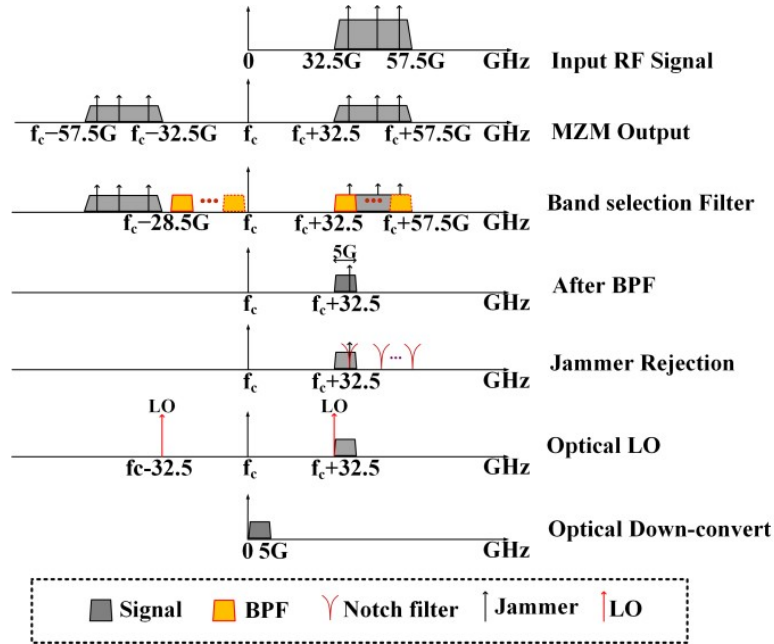 0 32.5G 57.5G GHz Input RF Signal
fc−57.5G fc−32.5G fc fc+32.5 fc+57.5G GHz MZM Output
fc−28.5G fc fc+32.5 fc+57.5G GHz Band selection Filter
5G
fc fc+32.5 GHz After BPF
fc fc+32.5 GHz Jammer Rejection
LO LO
fc-32.5 fc fc+32.5 GHz Optical LO
0 5G GHz Optical Down-convert
Signal BPF Notch filter Jammer LO